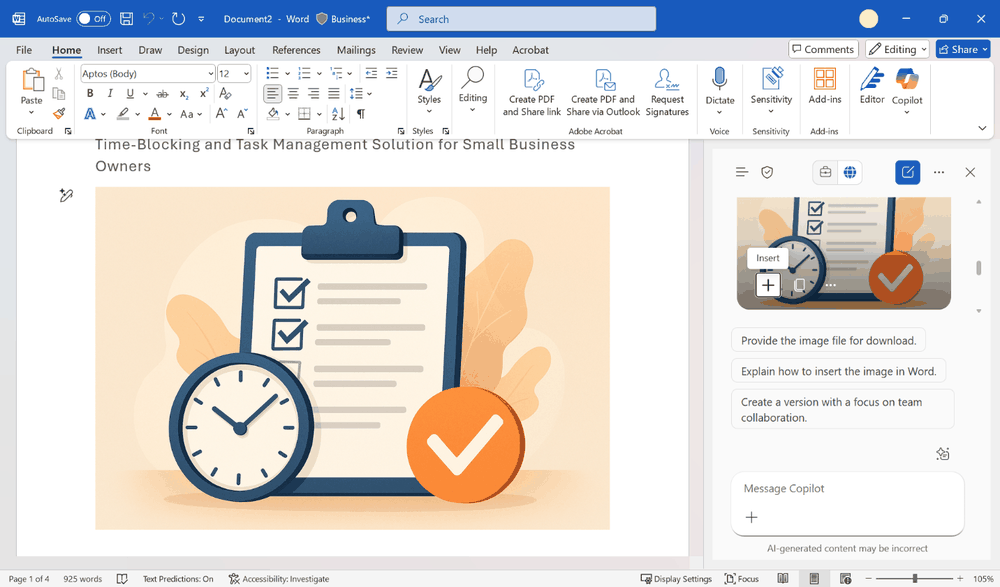 AutoSave Off Document2 - Word Business* Search
File Home Insert Draw Design Layout References Mailings Review View Help Acrobat Comments Editing Share
Aptos (Body) 12
Paste
B I U ab x₂ x²
A A Aa A A
Styles
Editing
Create PDF
and Share link
Create PDF and
Share via Outlook
Request
Signatures
Dictate
Sensitivity
Add-ins
Editor
Copilot
Clipboard Font Paragraph Styles Adobe Acrobat Voice Sensitivity Add-ins
Time-Blocking and Task Management Solution for Small Business
Owners
Insert
Provide the image file for download.
Explain how to insert the image in Word.
Create a version with a focus on team
collaboration.
Message Copilot
AI-generated content may be incorrect
Page 1 of 4 925 words Text Predictions: On Accessibility: Investigate Display Settings Focus 105%